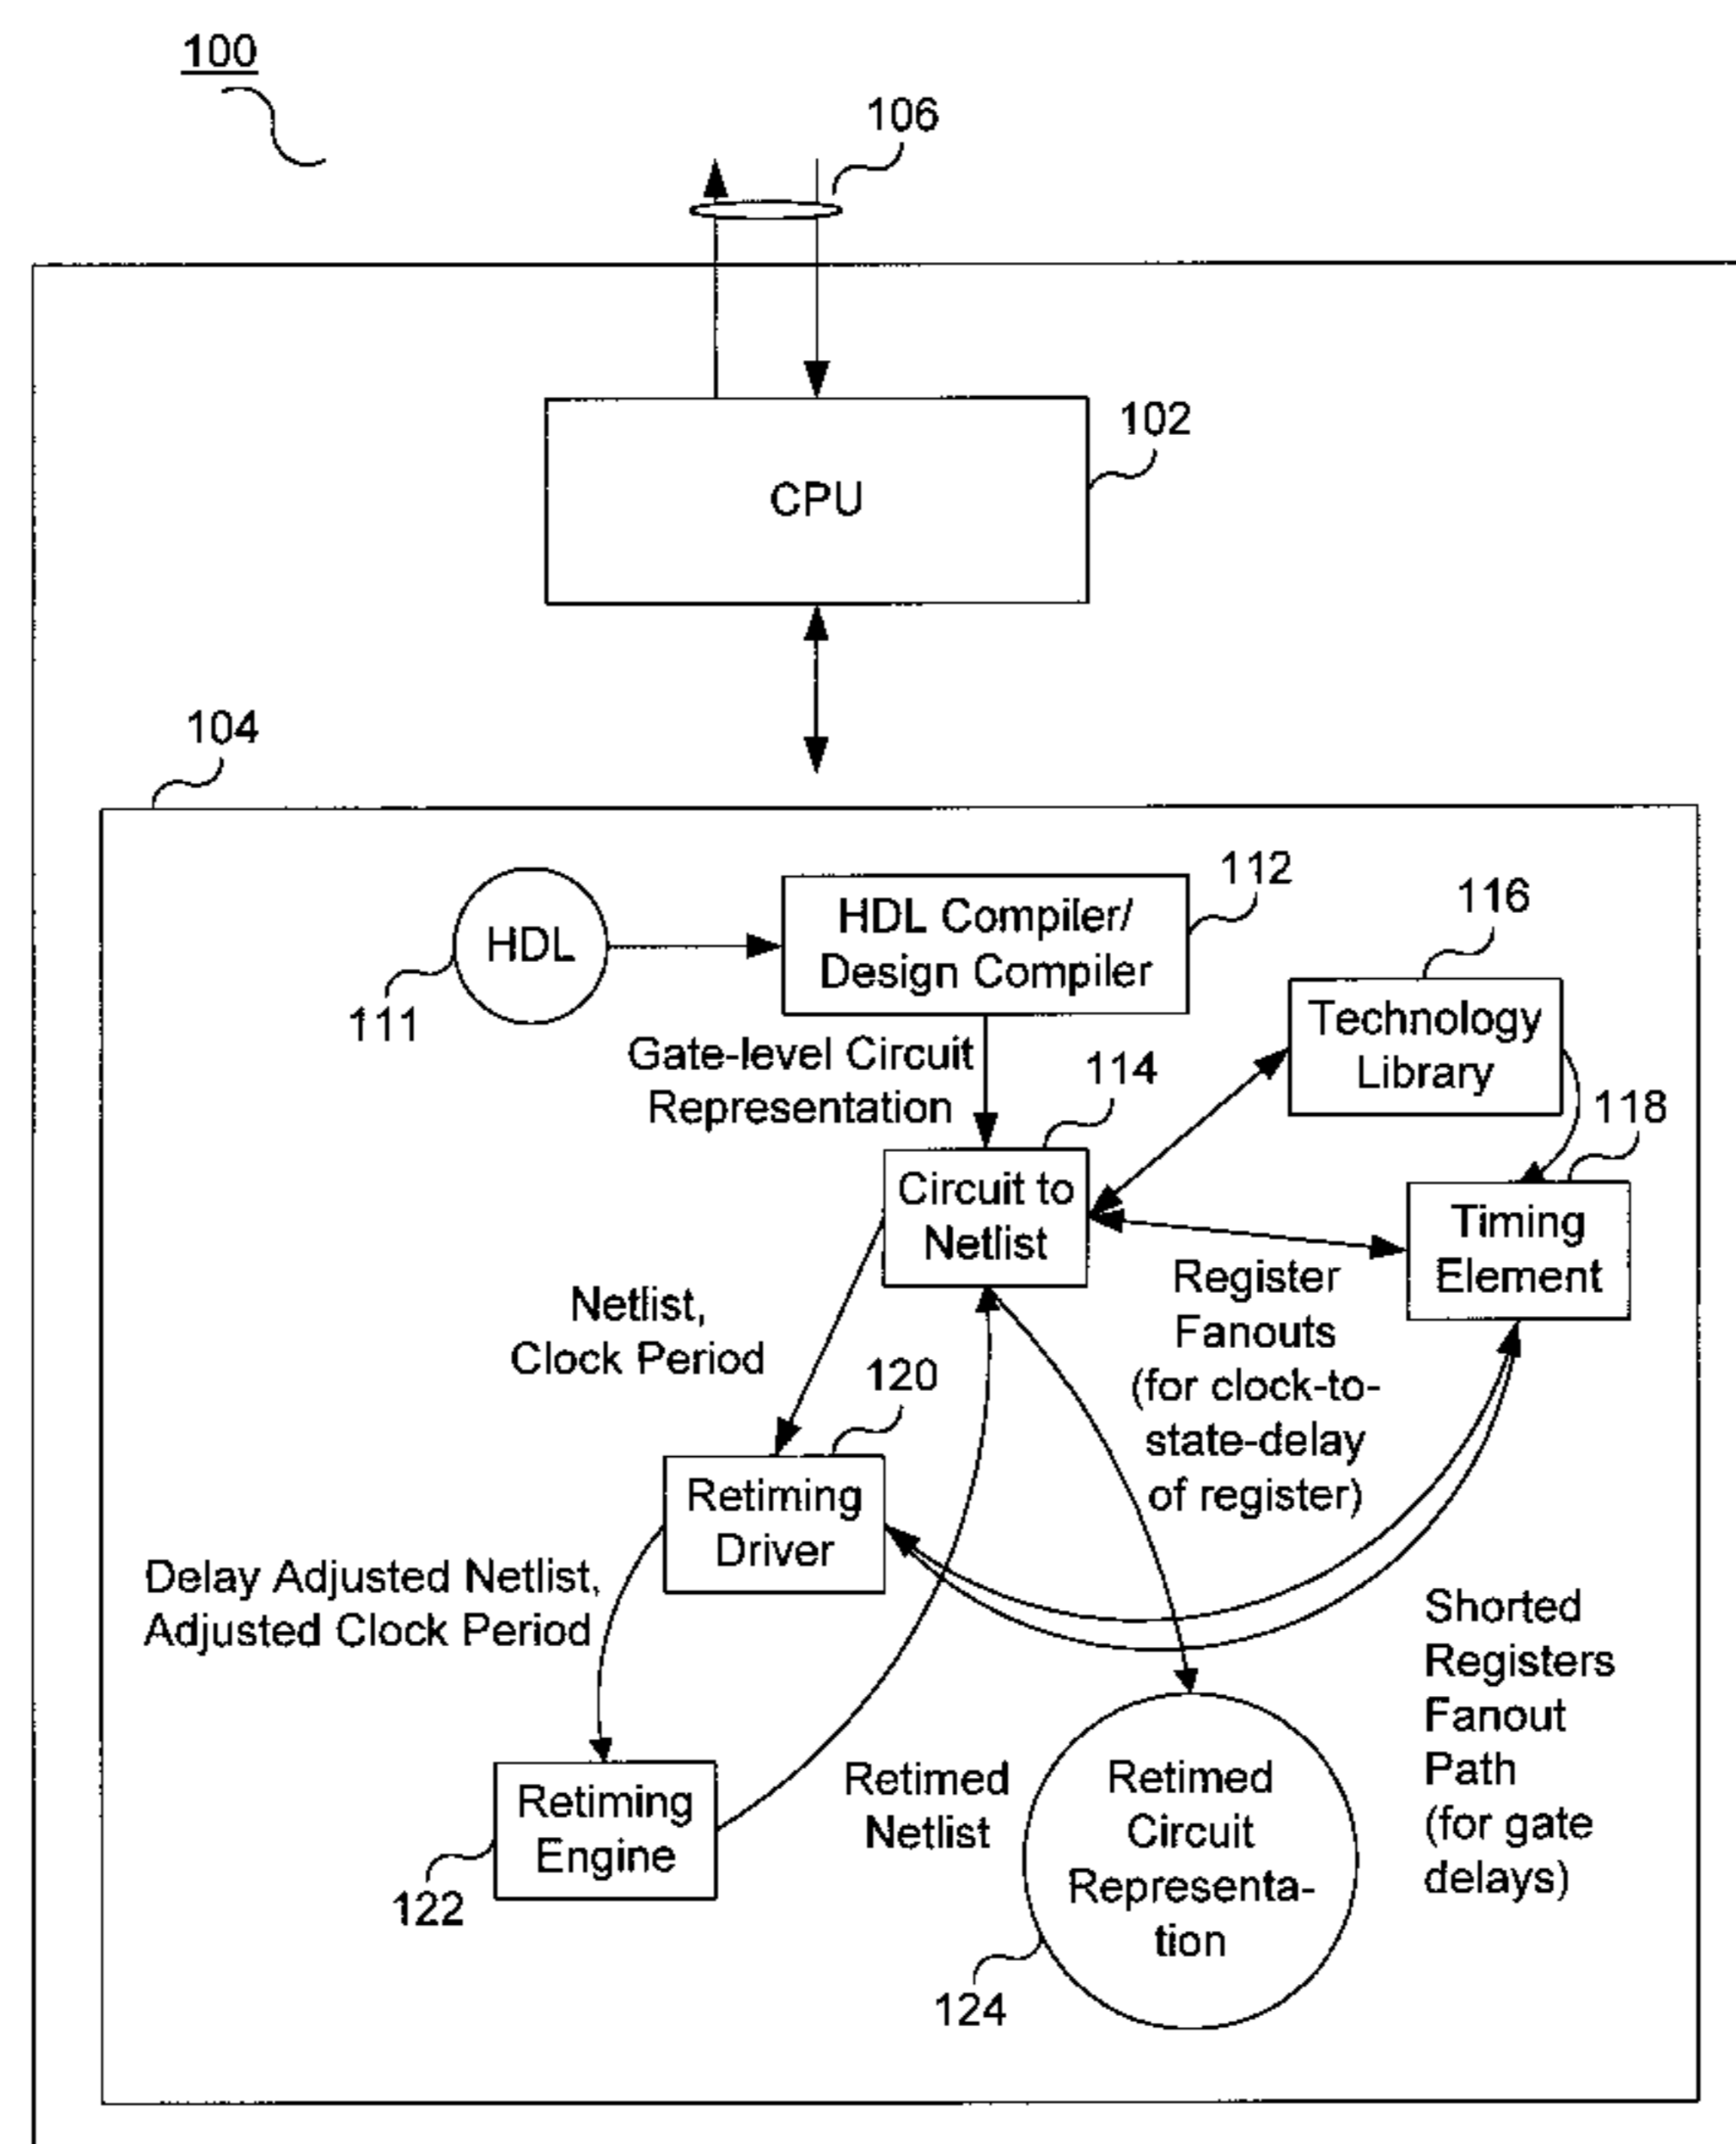 100
106
102
CPU
104
HDL
111
HDL Compiler/
Design Compiler
112
116
Technology
Library
Gate-level Circuit
Representation
114
118
Circuit to
Netlist
Timing
Element
Register
Fanouts
(for clock-to-
state-delay
of register)
Netlist,
Clock Period
120
Retiming
Driver
Delay Adjusted Netlist,
Adjusted Clock Period
Shorted
Registers
Fanout
Path
(for gate
delays)
Retiming
Engine
122
Retimed
Netlist
Retimed
Circuit
Representa-
tion
124